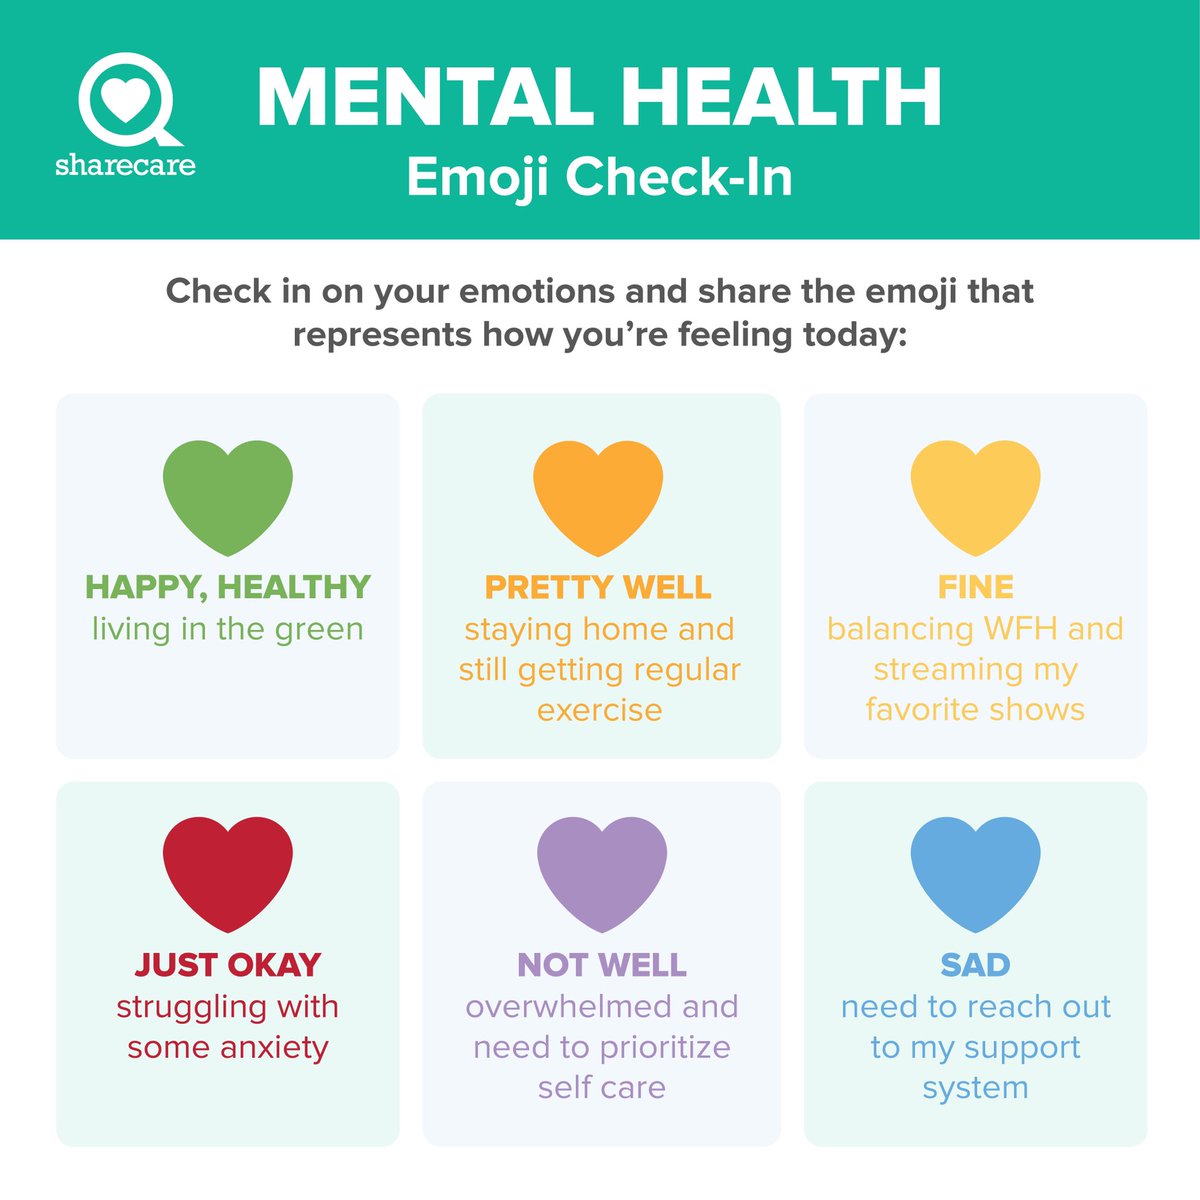 MENTAL HEALTH
Emoji Check-In
sharecare
Check in on your emotions and share the emoji that
represents how you’re feeling today:
HAPPY, HEALTHY
living in the green
PRETTY WELL
staying home and
still getting regular
exercise
FINE
balancing WFH and
streaming my
favorite shows
JUST OKAY
struggling with
some anxiety
NOT WELL
overwhelmed and
need to prioritize
self care
SAD
need to reach out
to my support
system